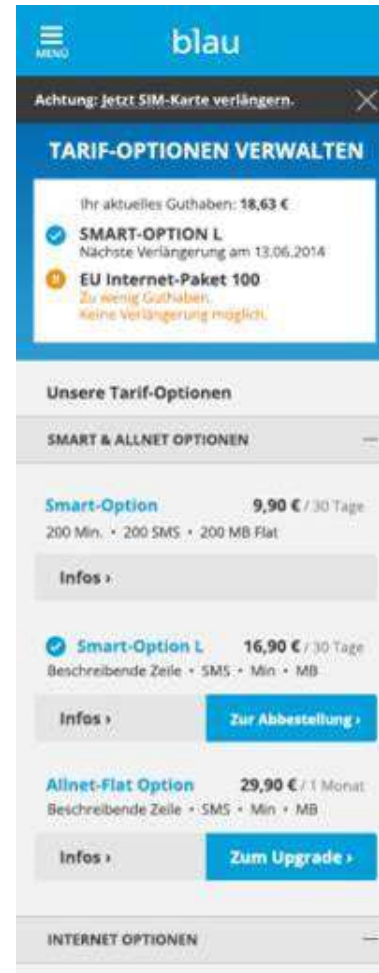 MENÜ
blau
Achtung: Jetzt SIM-Karte verlängern.
TARIF-OPTIONEN VERWALTEN
Ihr aktuelles Guthaben: 18,63 €
SMART-OPTION L
Nächste Verlängerung am 13.06.2014
EU Internet-Paket 100
Zu wenig Guthaben.
Keine Verlängerung möglich.
Unsere Tarif-Optionen
SMART & ALLNET OPTIONEN
Smart-Option 9,90 € / 30 Tage
200 Min. • 200 SMS • 200 MB Flat
Infos ›
Smart-Option L 16,90 € / 30 Tage
Beschreibende Zeile • SMS • Min • MB
Infos › Zur Abbestellung ›
Allnet-Flat Option 29,90 € / 1 Monat
Beschreibende Zeile • SMS • Min • MB
Infos › Zum Upgrade ›
INTERNET OPTIONEN